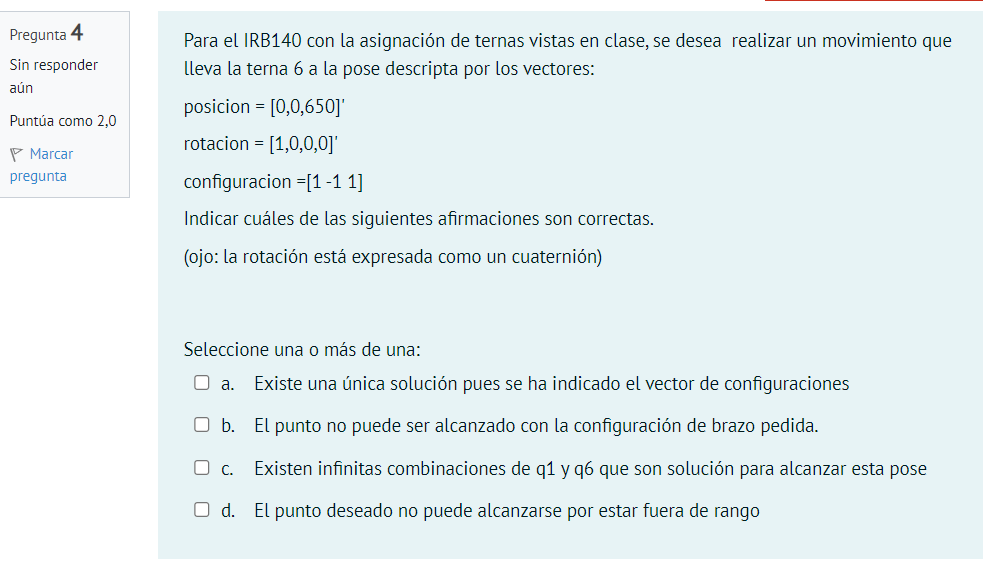 Pregunta 4
Sin responder
aún
Puntúa como 2,0
Marcar
pregunta
Para el IRB140 con la asignación de ternas vistas en clase, se desea realizar un movimiento que
lleva la terna 6 a la pose descripta por los vectores:
posicion = [0,0,650]'
rotacion = [1,0,0,0]'
configuracion =[1 -1 1]
Indicar cuáles de las siguientes afirmaciones son correctas.
(ojo: la rotación está expresada como un cuaternión)
Seleccione una o más de una:
a. Existe una única solución pues se ha indicado el vector de configuraciones
b. El punto no puede ser alcanzado con la configuración de brazo pedida.
c. Existen infinitas combinaciones de q1 y q6 que son solución para alcanzar esta pose
d. El punto deseado no puede alcanzarse por estar fuera de rango